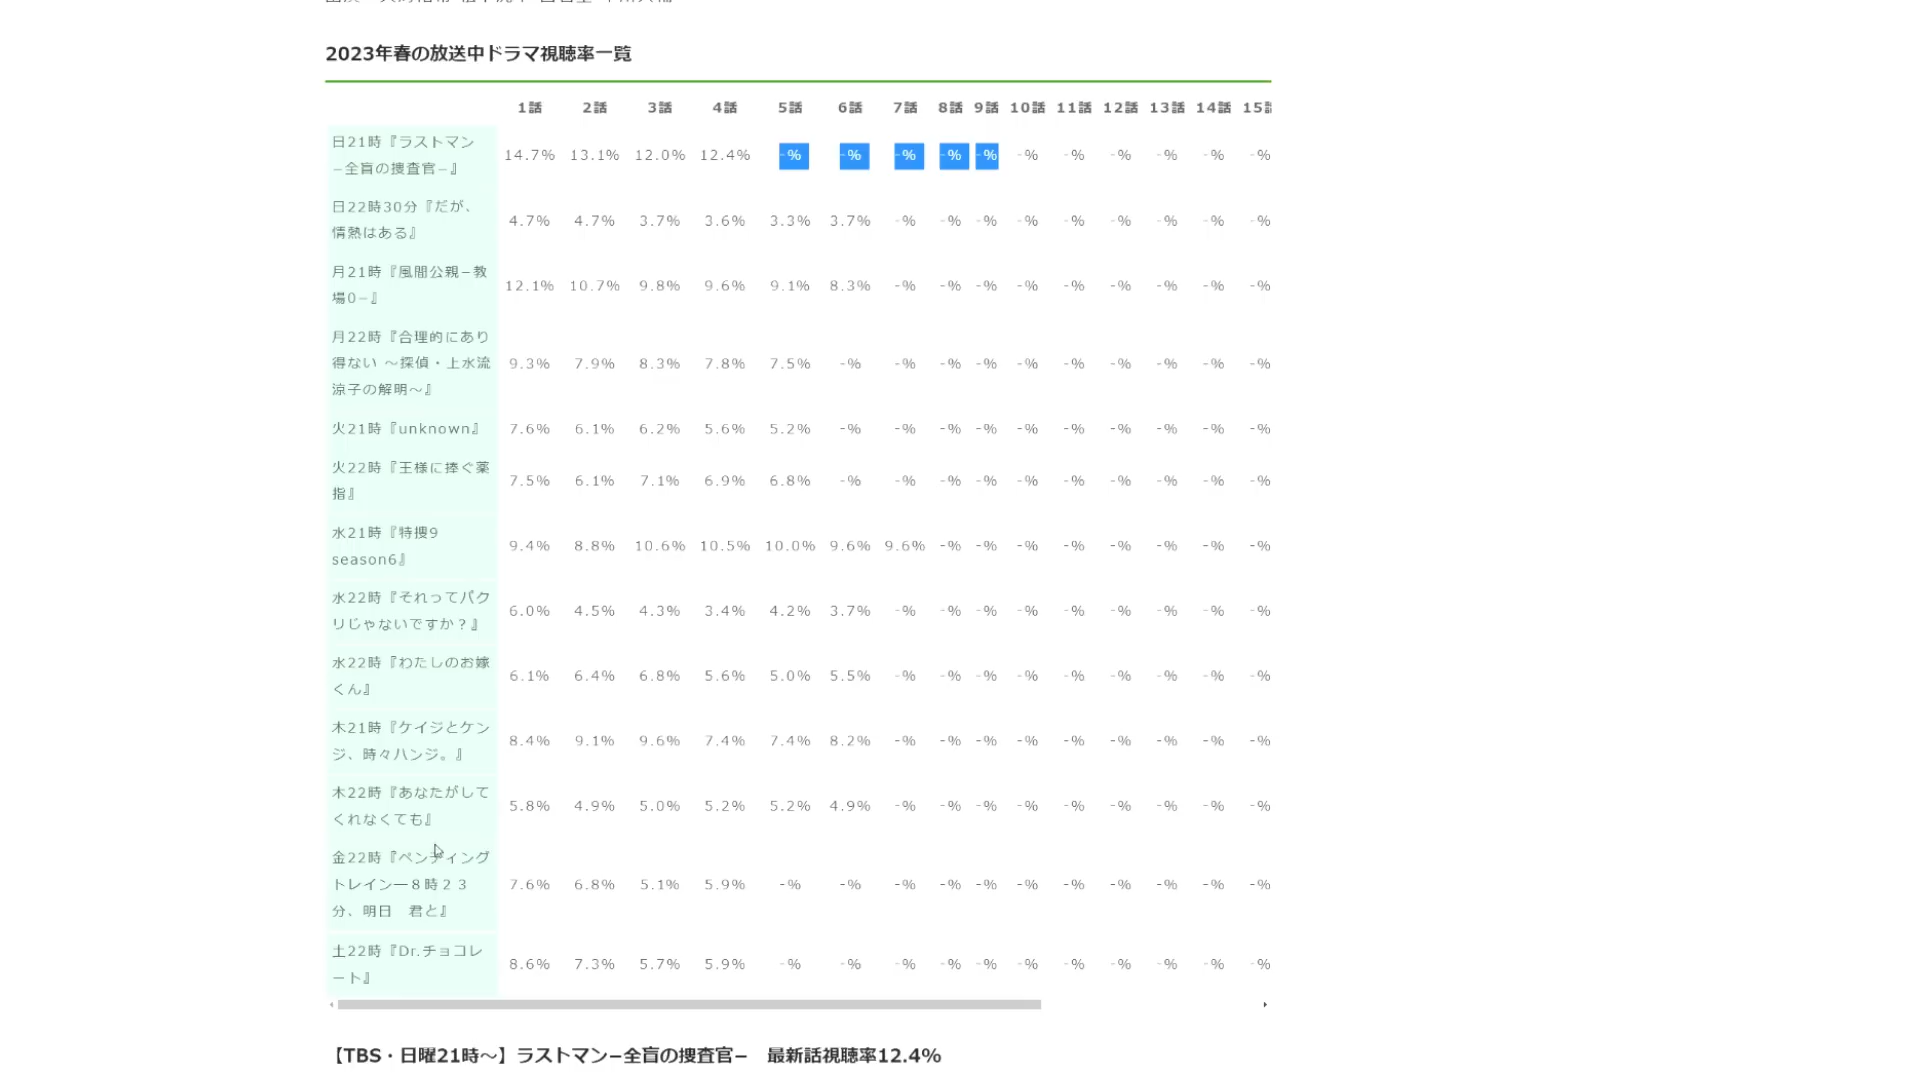 2023年春の放送中ドラマ視聴率一覧
1話 2話 3話 4話 5話 6話 7話 8話 9話 10話 11話 12話 13話 14話 15話
日21時『ラストマン
−全盲の捜査官−』
14.7% 13.1% 12.0% 12.4% -% -% -% -% -% -% -% -% -% -% -%
日22時30分『だが、
情熱はある』
4.7% 4.7% 3.7% 3.6% 3.3% 3.7% -% -% -% -% -% -% -% -% -%
月21時『風間公親−教
場0−』
12.1% 10.7% 9.8% 9.6% 9.1% 8.3% -% -% -% -% -% -% -% -% -%
月22時『合理的にあり
得ない 〜探偵・上水流
涼子の解明〜』
9.3% 7.9% 8.3% 7.8% 7.5% -% -% -% -% -% -% -% -% -% -%
火21時『unknown』
7.6% 6.1% 6.2% 5.6% 5.2% -% -% -% -% -% -% -% -% -% -%
火22時『王様に捧ぐ薬
指』
7.5% 6.1% 7.1% 6.9% 6.8% -% -% -% -% -% -% -% -% -% -%
水21時『特捜9
season6』
9.4% 8.8% 10.6% 10.5% 10.0% 9.6% 9.6% -% -% -% -% -% -% -% -%
水22時『それってパク
リじゃないですか？』
6.0% 4.5% 4.3% 3.4% 4.2% 3.7% -% -% -% -% -% -% -% -% -%
水22時『わたしのお嫁
くん』
6.1% 6.4% 6.8% 5.6% 5.0% 5.5% -% -% -% -% -% -% -% -% -%
木21時『ケイジとケン
ジ、時々ハンジ。』
8.4% 9.1% 9.6% 7.4% 7.4% 8.2% -% -% -% -% -% -% -% -% -%
木22時『あなたがして
くれなくても』
5.8% 4.9% 5.0% 5.2% 5.2% 4.9% -% -% -% -% -% -% -% -% -%
金22時『ペンディング
トレイン―８時２３
分、明日　君と』
7.6% 6.8% 5.1% 5.9% -% -% -% -% -% -% -% -% -% -% -%
土22時『Dr.チョコレ
ート』
8.6% 7.3% 5.7% 5.9% -% -% -% -% -% -% -% -% -% -% -%
【TBS・日曜21時〜】ラストマン−全盲の捜査官−　最新話視聴率12.4%